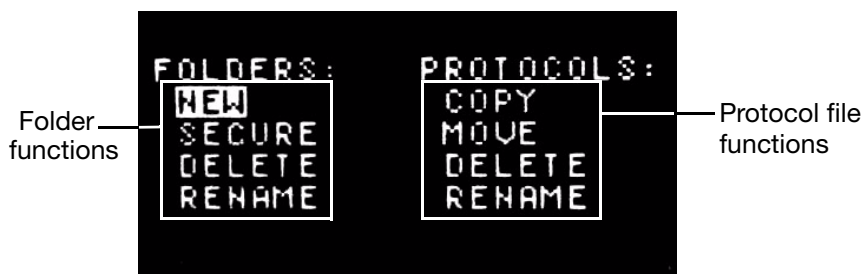 FOLDERS: PROTOCOLS:
NEW COPY
SECURE MOVE
DELETE DELETE
RENAME RENAME
Folder
functions
Protocol file
functions